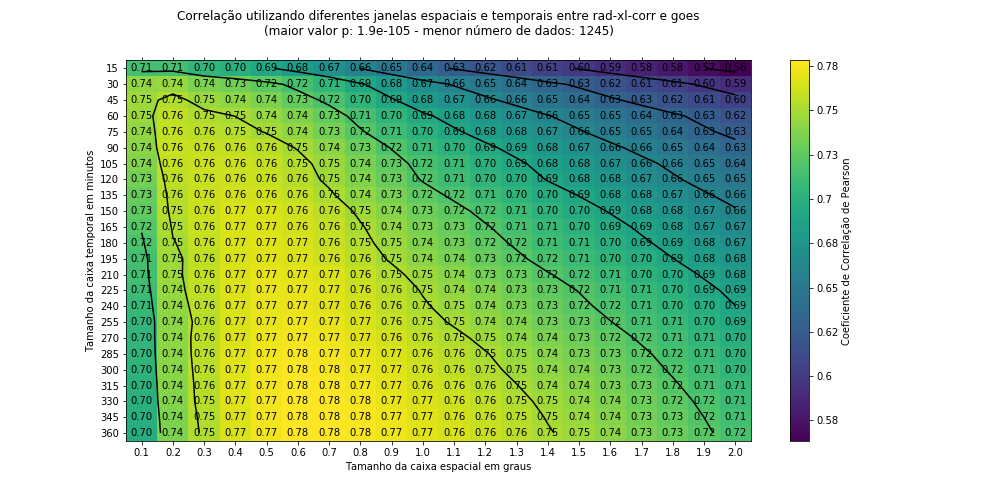 Correlação utilizando diferentes janelas espaciais e temporais entre rad-xl-corr e goes
(maior valor p: 1.9e-105 - menor número de dados: 1245)
Tamanho da caixa temporal em minutos
15 0.71 0.71 0.70 0.70 0.69 0.68 0.67 0.66 0.65 0.64 0.63 0.62 0.61 0.61 0.60 0.59 0.58 0.58 0.57 0.56
30 0.74 0.74 0.74 0.73 0.72 0.72 0.70 0.68 0.68 0.67 0.66 0.65 0.64 0.63 0.63 0.62 0.61 0.60 0.60 0.59
45 0.75 0.75 0.75 0.74 0.74 0.73 0.72 0.70 0.69 0.68 0.67 0.66 0.66 0.65 0.64 0.64 0.63 0.62 0.61 0.60
60 0.75 0.76 0.75 0.75 0.74 0.74 0.73 0.72 0.70 0.69 0.68 0.68 0.67 0.66 0.65 0.65 0.64 0.63 0.63 0.62
75 0.74 0.76 0.76 0.75 0.75 0.74 0.73 0.72 0.71 0.70 0.69 0.68 0.68 0.67 0.66 0.65 0.65 0.64 0.63 0.63
90 0.74 0.76 0.76 0.76 0.76 0.75 0.74 0.73 0.72 0.71 0.70 0.69 0.69 0.68 0.67 0.66 0.66 0.65 0.64 0.63
105 0.74 0.76 0.76 0.76 0.76 0.76 0.75 0.74 0.73 0.72 0.71 0.70 0.69 0.68 0.68 0.67 0.66 0.66 0.65 0.64
120 0.73 0.76 0.76 0.76 0.76 0.76 0.75 0.74 0.73 0.72 0.71 0.70 0.70 0.69 0.68 0.68 0.67 0.66 0.65 0.65
135 0.73 0.76 0.76 0.76 0.76 0.76 0.75 0.74 0.73 0.72 0.72 0.71 0.70 0.70 0.69 0.68 0.68 0.67 0.66 0.66
150 0.73 0.75 0.76 0.77 0.77 0.76 0.76 0.75 0.74 0.73 0.72 0.72 0.71 0.70 0.70 0.69 0.68 0.68 0.67 0.66
165 0.72 0.75 0.76 0.77 0.77 0.76 0.76 0.75 0.74 0.73 0.73 0.72 0.71 0.71 0.70 0.69 0.69 0.68 0.67 0.67
180 0.72 0.75 0.76 0.77 0.77 0.77 0.76 0.75 0.75 0.74 0.73 0.72 0.72 0.71 0.70 0.70 0.69 0.69 0.68 0.67
195 0.71 0.75 0.76 0.77 0.77 0.77 0.76 0.76 0.75 0.74 0.74 0.73 0.72 0.72 0.71 0.70 0.70 0.69 0.69 0.68
210 0.71 0.75 0.76 0.77 0.77 0.77 0.77 0.76 0.75 0.75 0.74 0.73 0.73 0.72 0.72 0.71 0.70 0.70 0.69 0.68
225 0.71 0.74 0.76 0.77 0.77 0.77 0.77 0.76 0.76 0.75 0.74 0.74 0.73 0.72 0.72 0.71 0.71 0.70 0.69 0.69
240 0.71 0.74 0.76 0.76 0.77 0.77 0.77 0.76 0.76 0.75 0.75 0.74 0.73 0.73 0.72 0.72 0.71 0.70 0.70 0.69
255 0.70 0.74 0.76 0.77 0.77 0.77 0.77 0.77 0.76 0.75 0.75 0.74 0.74 0.73 0.73 0.72 0.71 0.71 0.70 0.69
270 0.70 0.74 0.76 0.77 0.77 0.77 0.77 0.77 0.76 0.76 0.75 0.75 0.74 0.74 0.73 0.72 0.72 0.71 0.71 0.70
285 0.70 0.74 0.76 0.77 0.77 0.78 0.77 0.77 0.76 0.76 0.75 0.75 0.75 0.74 0.73 0.73 0.72 0.71 0.71 0.70
300 0.70 0.74 0.76 0.77 0.77 0.78 0.78 0.77 0.77 0.76 0.76 0.75 0.75 0.74 0.74 0.73 0.72 0.72 0.71 0.70
315 0.70 0.74 0.76 0.77 0.77 0.78 0.78 0.77 0.77 0.76 0.76 0.76 0.75 0.74 0.74 0.73 0.73 0.72 0.71 0.71
330 0.70 0.74 0.75 0.77 0.77 0.78 0.78 0.78 0.77 0.77 0.76 0.76 0.75 0.75 0.74 0.74 0.73 0.72 0.72 0.71
345 0.70 0.74 0.75 0.77 0.77 0.78 0.78 0.78 0.77 0.77 0.76 0.76 0.76 0.75 0.74 0.74 0.73 0.73 0.72 0.71
360 0.70 0.74 0.75 0.77 0.77 0.78 0.78 0.78 0.77 0.77 0.76 0.76 0.76 0.75 0.75 0.74 0.73 0.73 0.72 0.72
0.1 0.2 0.3 0.4 0.5 0.6 0.7 0.8 0.9 1.0 1.1 1.2 1.3 1.4 1.5 1.6 1.7 1.8 1.9 2.0
Tamanho da caixa espacial em graus
0.78
0.75
0.73
0.7
0.68
0.65
0.62
0.6
0.58
Coeficiente de Correlação de Pearson